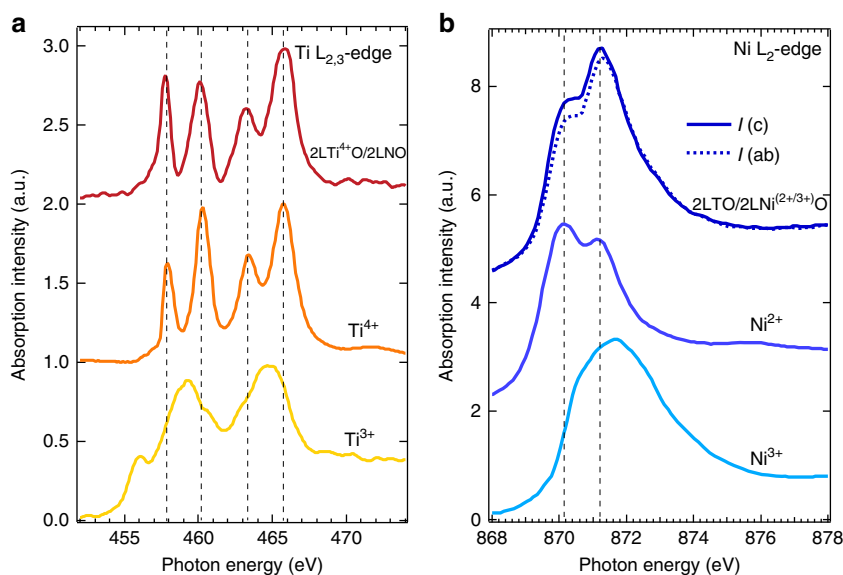 a
Ti L2,3-edge
2LTi4+O/2LNO
Ti4+
Ti3+
3.0
2.5
2.0
1.5
1.0
0.5
0.0
Absorption intensity (a.u.)
455 460 465 470
Photon energy (eV)
b
Ni L2-edge
I (c)
I (ab)
2LTO/2LNi(2+/3+)O
Ni2+
Ni3+
8
6
4
2
0
Absorption intensity (a.u.)
868 870 872 874 876 878
Photon energy (eV)